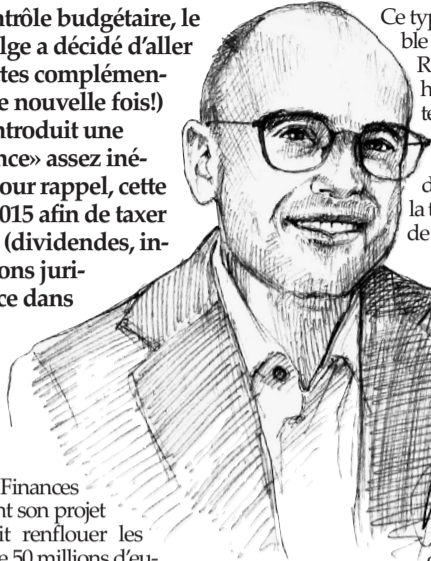 ntrôle budgétaire, le
lge a décidé d'aller
rtes complémen-
e nouvelle fois!)
ntroduit une
nce» assez iné-
our rappel, cette
2015 afin de taxer
(dividendes, in-
ons juri-
ce dans
Finances
nt son projet
it renflouer les
e 50 millions d'eu-
Ce typ
ble
R
h
te
d
la t
de